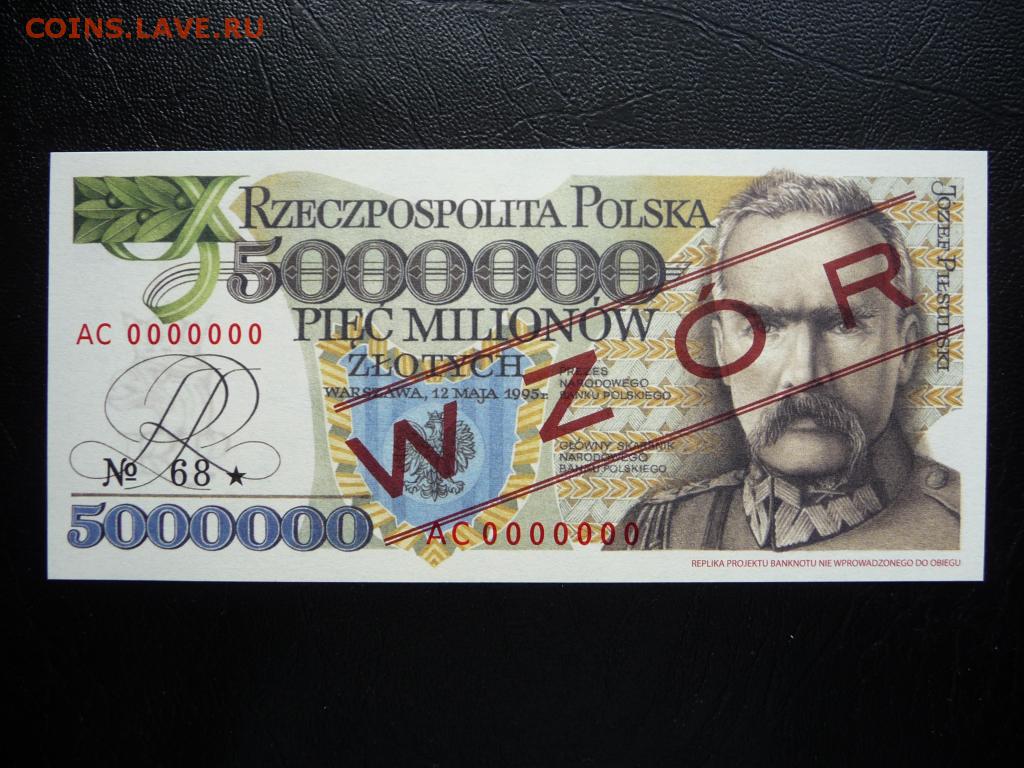 COINS.LAVE.RU
RZECZPOSPOLITA POLSKA
5000000
PIĘĆ MILIONÓW
ZŁOTYCH
WARSZAWA, 12 MAJA 1995 r.
AC 0000000
PREZES
NARODOWEGO
BANKU POLSKIEGO
GŁÓWNY SKARBNIK
NARODOWEGO
BANKU POLSKIEGO
№ 68 ★
5000000
AC 0000000
WZÓR
JÓZEF PIŁSUDSKI
REPLIKA PROJEKTU BANKNOTU NIE WPROWADZONEGO DO OBIEGU